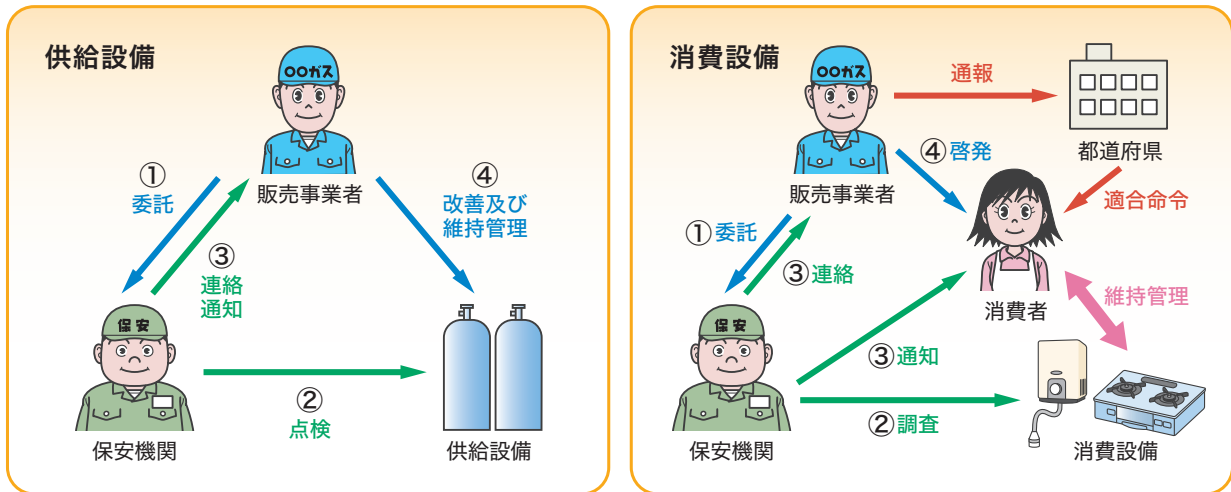 供給設備
〇〇ガス
販売事業者
①
委託
③
連絡
通知
④
改善及び
維持管理
保安
保安機関
②
点検
供給設備
消費設備
〇〇ガス
販売事業者
通報
都道府県
④啓発
適合命令
①委託
③連絡
消費者
維持管理
保安
保安機関
③通知
②調査
消費設備